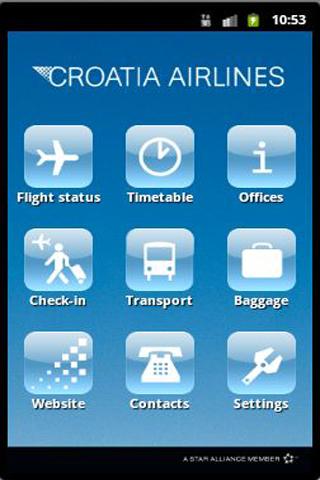 10:53
CROATIA AIRLINES
Flight status Timetable Offices
Check-in Transport Baggage
Website Contacts Settings
A STAR ALLIANCE MEMBER